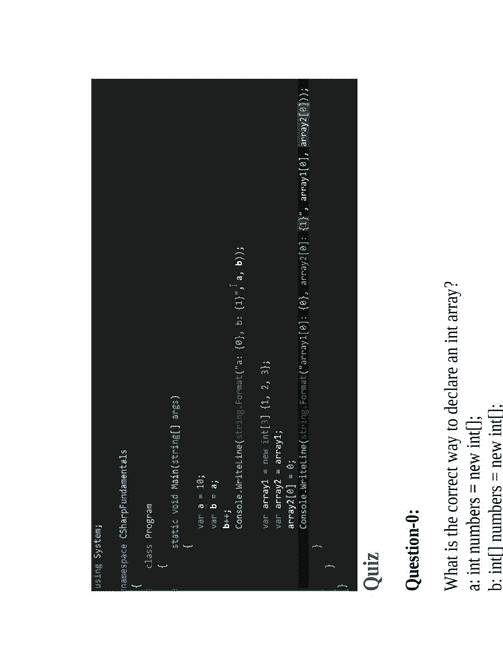 using System;
namespace CSharpFundamentals
{
class Program
{
static void Main(string[] args)
{
var a = 10;
var b = a;
b++;
Console.WriteLine(string.Format("a: {0}, b: {1}", a, b));
var array1 = new int[3] {1, 2, 3};
var array2 = array1;
array2[0] = 0;
Console.WriteLine(string.Format("array1[0]: {0}, array2[0]: {1}", array1[0], array2[0]));
}
}
}
Quiz
Question-0:
What is the correct way to declare an int array?
a: int numbers = new int[];
b: int[] numbers = new int[];